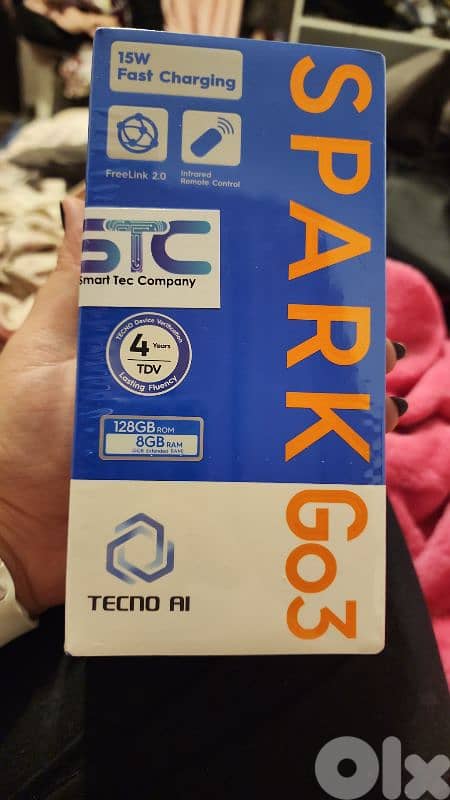 15W
Fast Charging
FreeLink 2.0
Infrared
Remote Control
STC
Smart Tec Company
TECNO Device Verification
4 Years
TDV
Lasting Fluency
128GB ROM
8GB RAM
TECNO AI
SPARK Go3
OLX